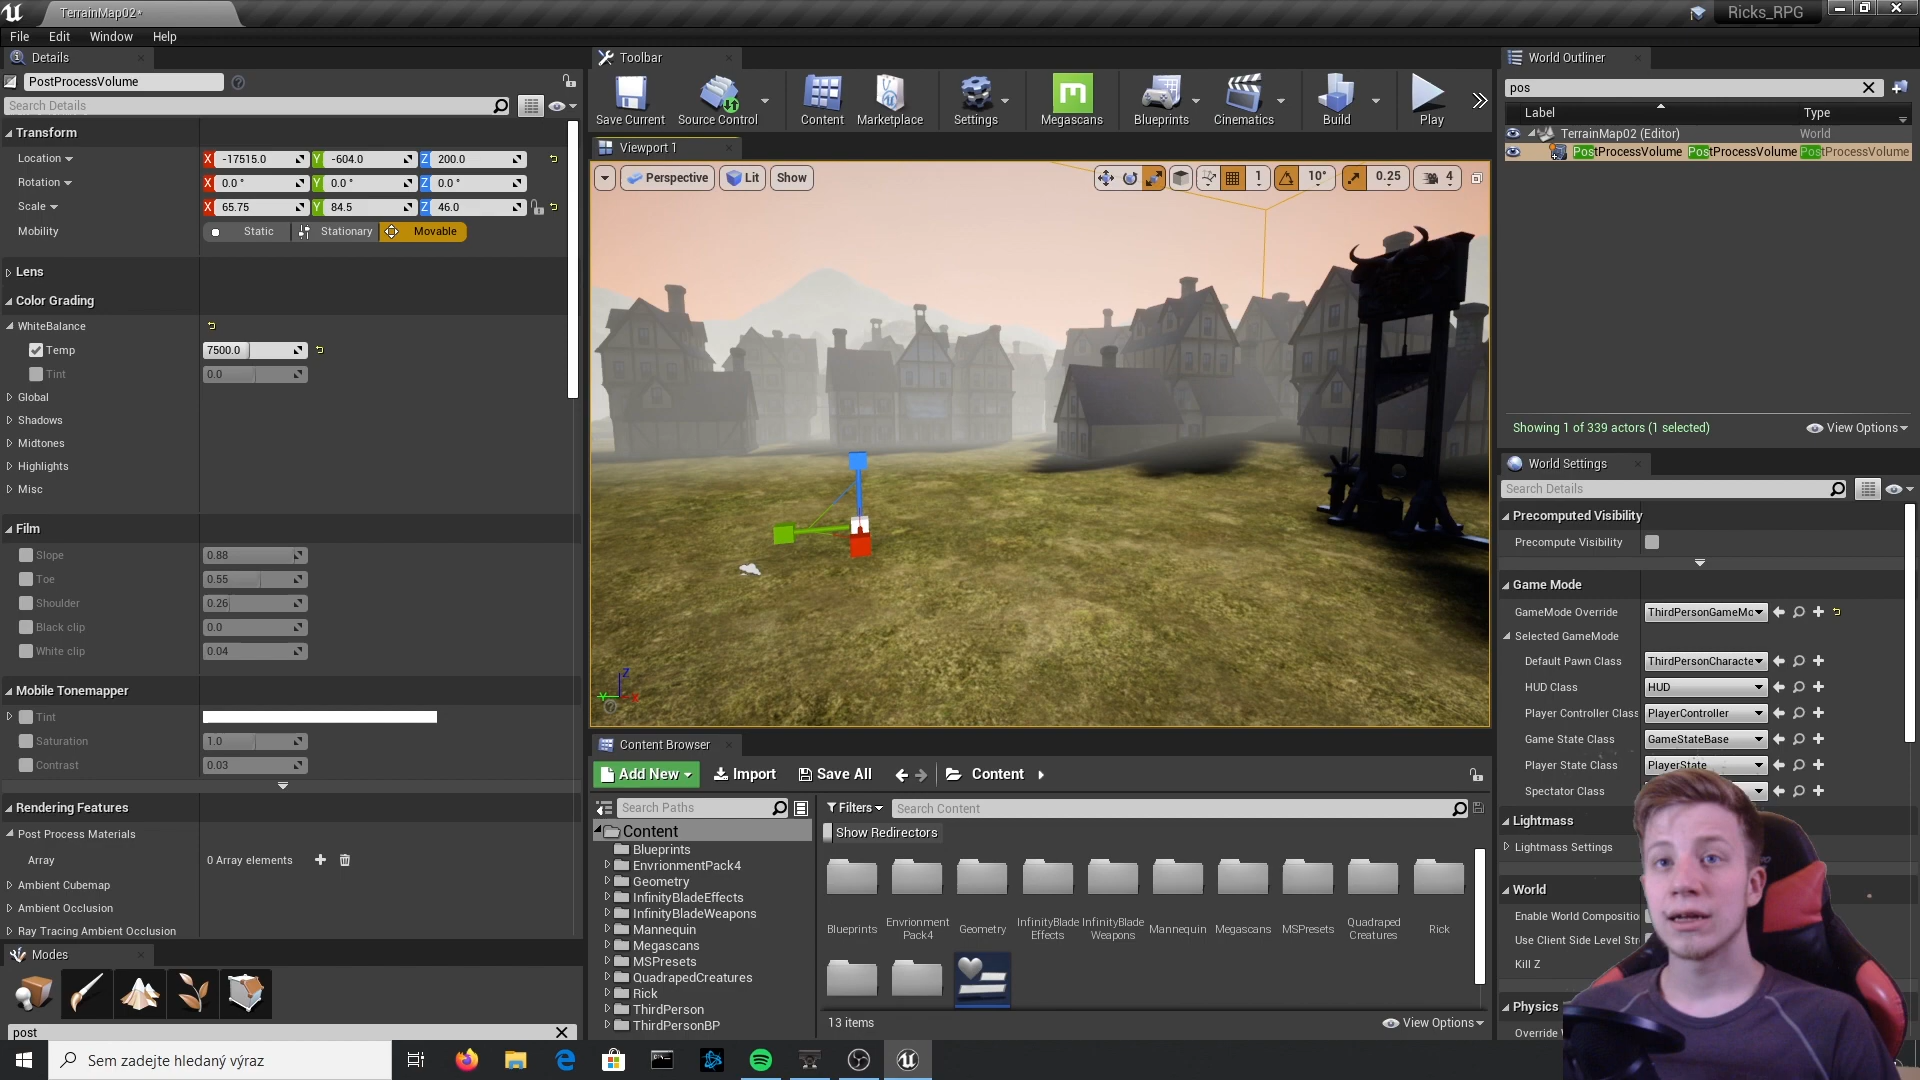 TerrainMap02*
Ricks_RPG
File Edit Window Help
Details
PostProcessVolume
Search Details
Transform
Location X -17515.0 Y -604.0 Z 200.0
Rotation X 0.0 ° Y 0.0 ° Z 0.0 °
Scale X 65.75 Y 84.5 Z 46.0
Mobility Static Stationary Movable
Lens
Color Grading
WhiteBalance
Temp 7500.0
Tint 0.0
Global
Shadows
Midtones
Highlights
Misc
Film
Slope 0.88
Toe 0.55
Shoulder 0.26
Black clip 0.0
White clip 0.04
Mobile Tonemapper
Tint
Saturation 1.0
Contrast 0.03
Rendering Features
Post Process Materials
Array 0 Array elements
Ambient Cubemap
Ambient Occlusion
Ray Tracing Ambient Occlusion
Modes
post
Toolbar
Save Current Source Control Content Marketplace Settings Megascans Blueprints Cinematics Build Play
Viewport 1
Perspective Lit Show 1 10° 0.25 4
Content Browser
Add New Import Save All Content
Search Paths
Filters Search Content
Show Redirectors
Content
Blueprints
EnvrionmentPack4
Geometry
InfinityBladeEffects
InfinityBladeWeapons
Mannequin
Megascans
MSPresets
QuadrapedCreatures
Rick
ThirdPerson
ThirdPersonBP
Blueprints Envrionment Pack4 Geometry InfinityBlade Effects InfinityBlade Weapons Mannequin Megascans MSPresets Quadraped Creatures Rick
13 items
View Options
World Outliner
pos
Label Type
TerrainMap02 (Editor) World
PostProcessVolume PostProcessVolume PostProcessVolume
Showing 1 of 339 actors (1 selected)
View Options
World Settings
Search Details
Precomputed Visibility
Precompute Visibility
Game Mode
GameMode Override ThirdPersonGameMo
Selected GameMode
Default Pawn Class ThirdPersonCharacte
HUD Class HUD
Player Controller Class PlayerController
Game State Class GameStateBase
Player State Class PlayerState
Spectator Class
Lightmass
Lightmass Settings
World
Enable World Compositio
Use Client Side Level Str
Kill Z
Physics
Override
Sem zadejte hledaný výraz